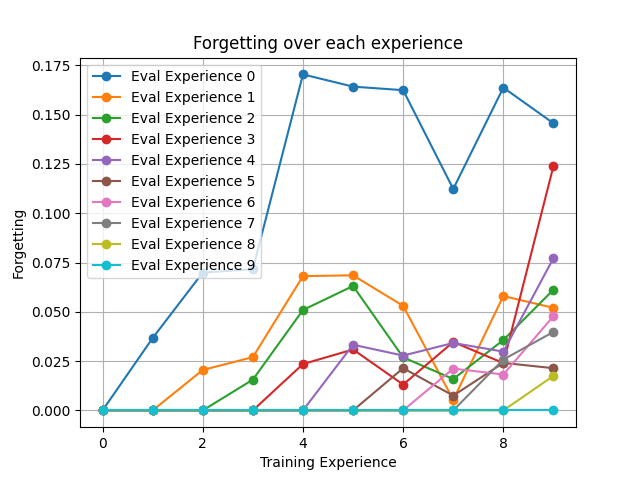 Forgetting over each experience
0.175
0.150
0.125
0.100
0.075
0.050
0.025
0.000
Forgetting
Eval Experience 0
Eval Experience 1
Eval Experience 2
Eval Experience 3
Eval Experience 4
Eval Experience 5
Eval Experience 6
Eval Experience 7
Eval Experience 8
Eval Experience 9
0 2 4 6 8
Training Experience